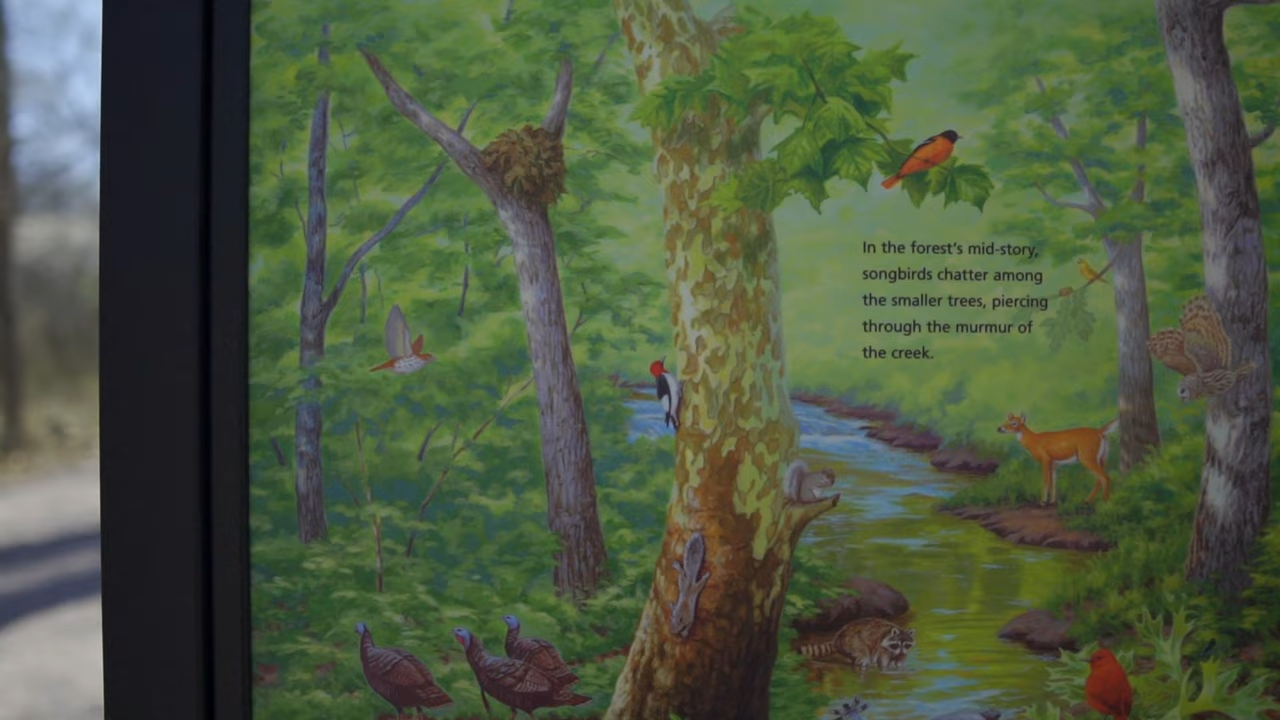 In the forest's mid-story,
songbirds chatter among
the smaller trees, piercing
through the murmur of
the creek.